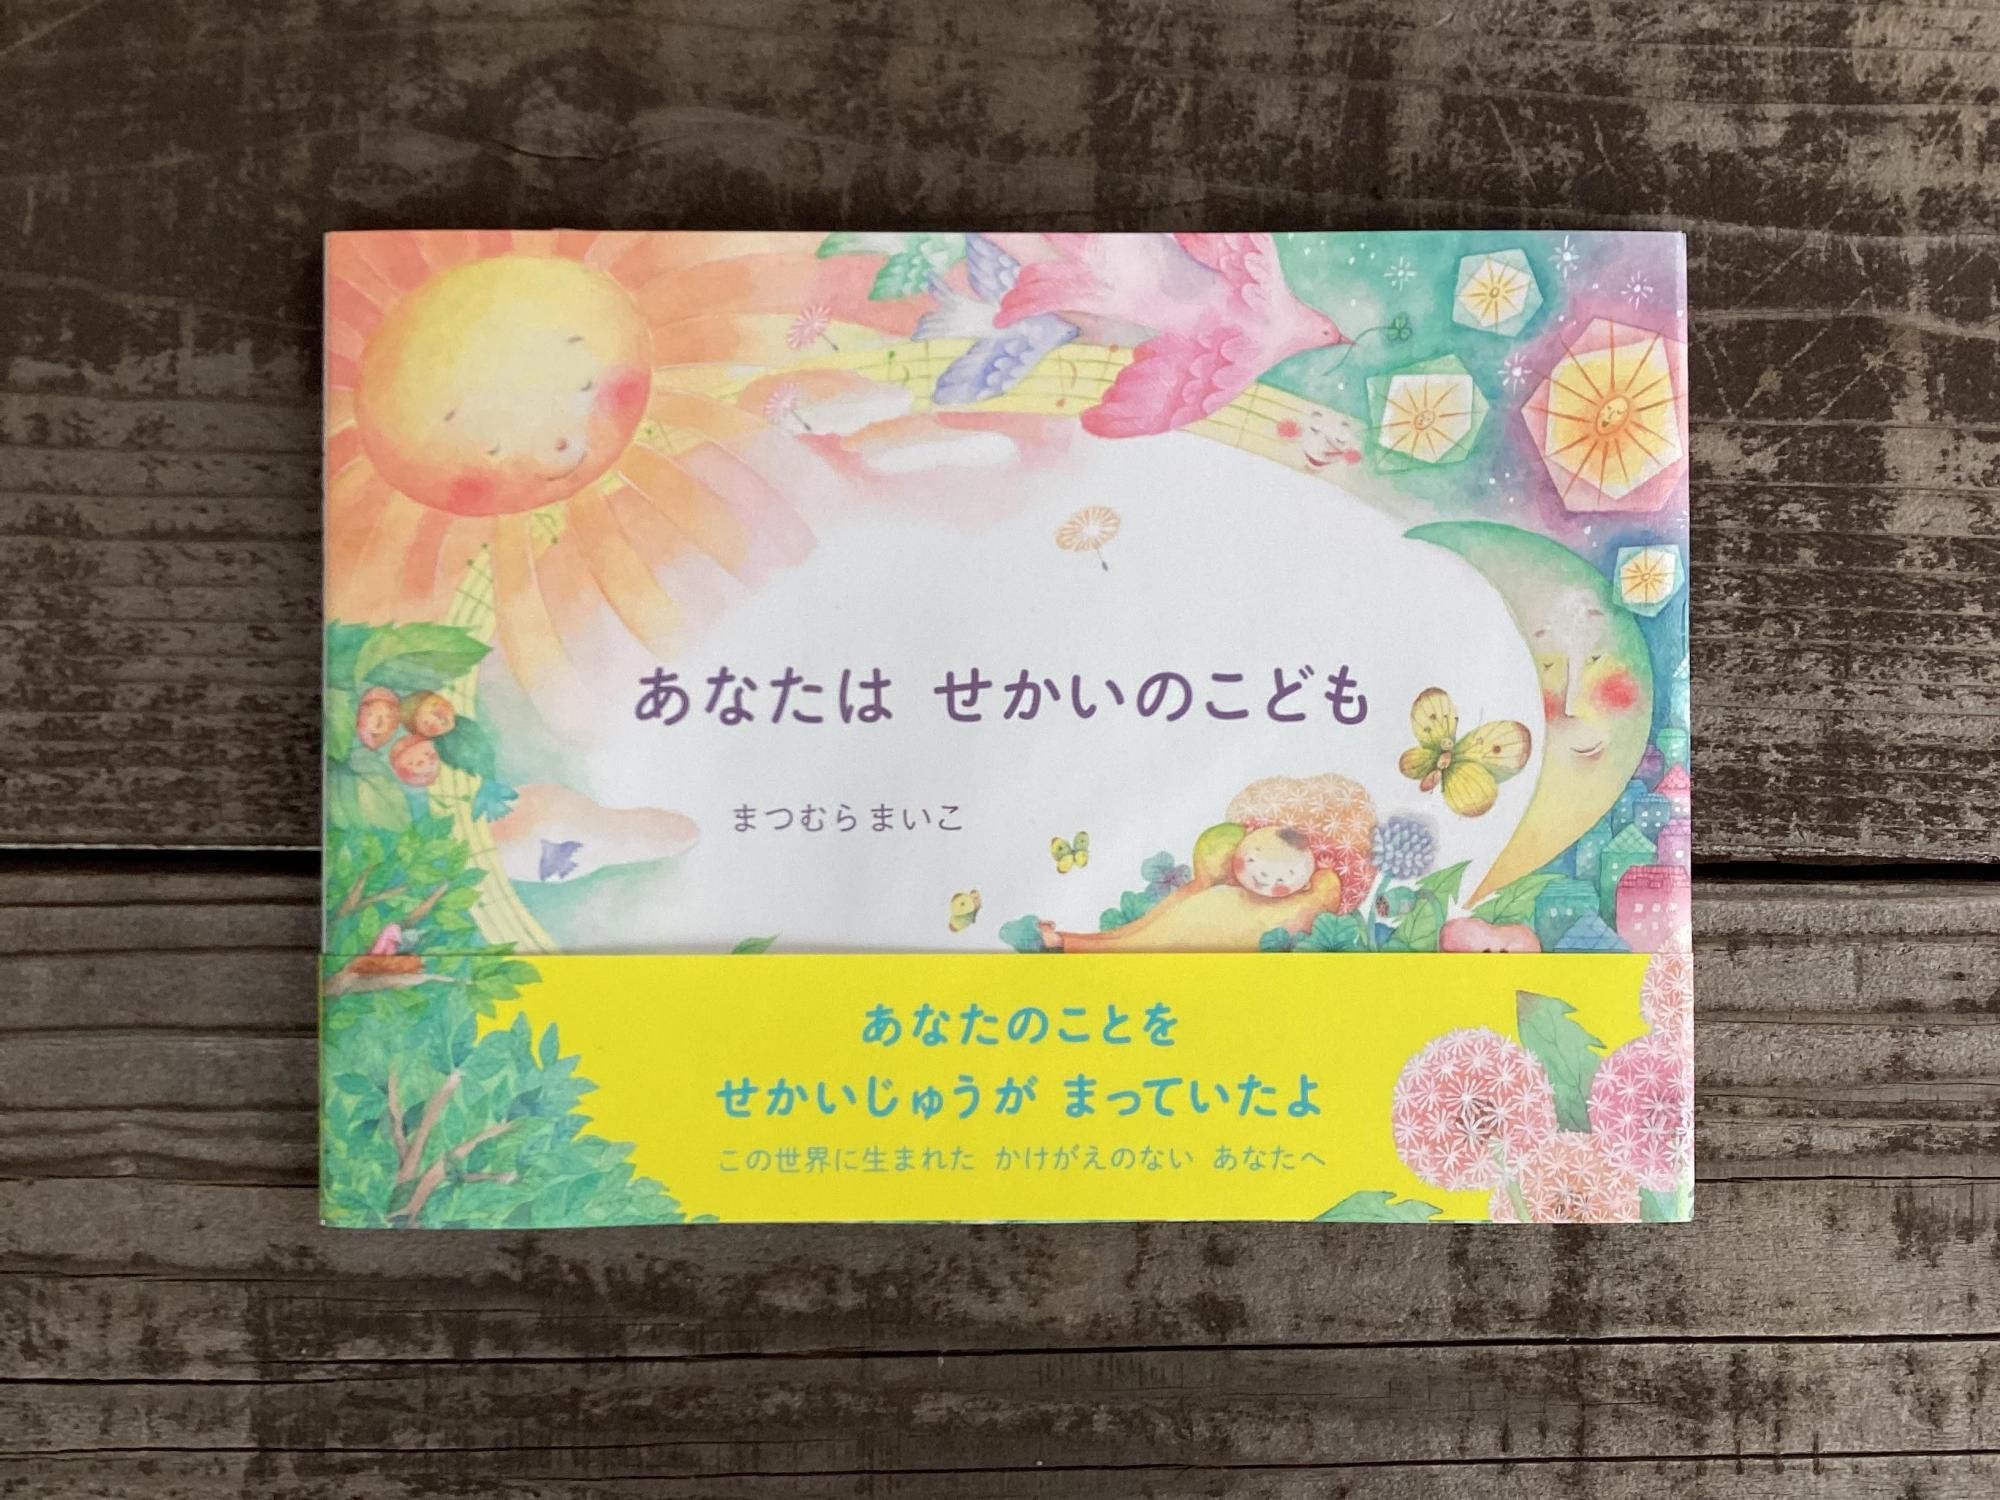 あなたは せかいのこども
まつむらまいこ
あなたのことを
せかいじゅうが まっていたよ
この世界に生まれた かけがえのない あなたへ